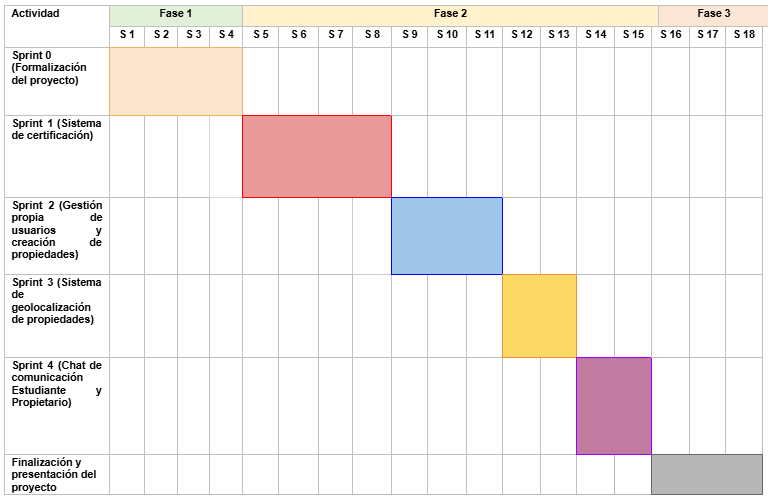 Actividad Fase 1 Fase 2 Fase 3
S 1 S 2 S 3 S 4 S 5 S 6 S 7 S 8 S 9 S 10 S 11 S 12 S 13 S 14 S 15 S 16 S 17 S 18
Sprint 0
(Formalización
del proyecto)
Sprint 1 (Sistema
de certificación)
Sprint 2 (Gestión
propia de
usuarios y
creación de
propiedades)
Sprint 3 (Sistema
de
geolocalización
de propiedades)
Sprint 4 (Chat de
comunicación
Estudiante y
Propietario)
Finalización y
presentación del
proyecto